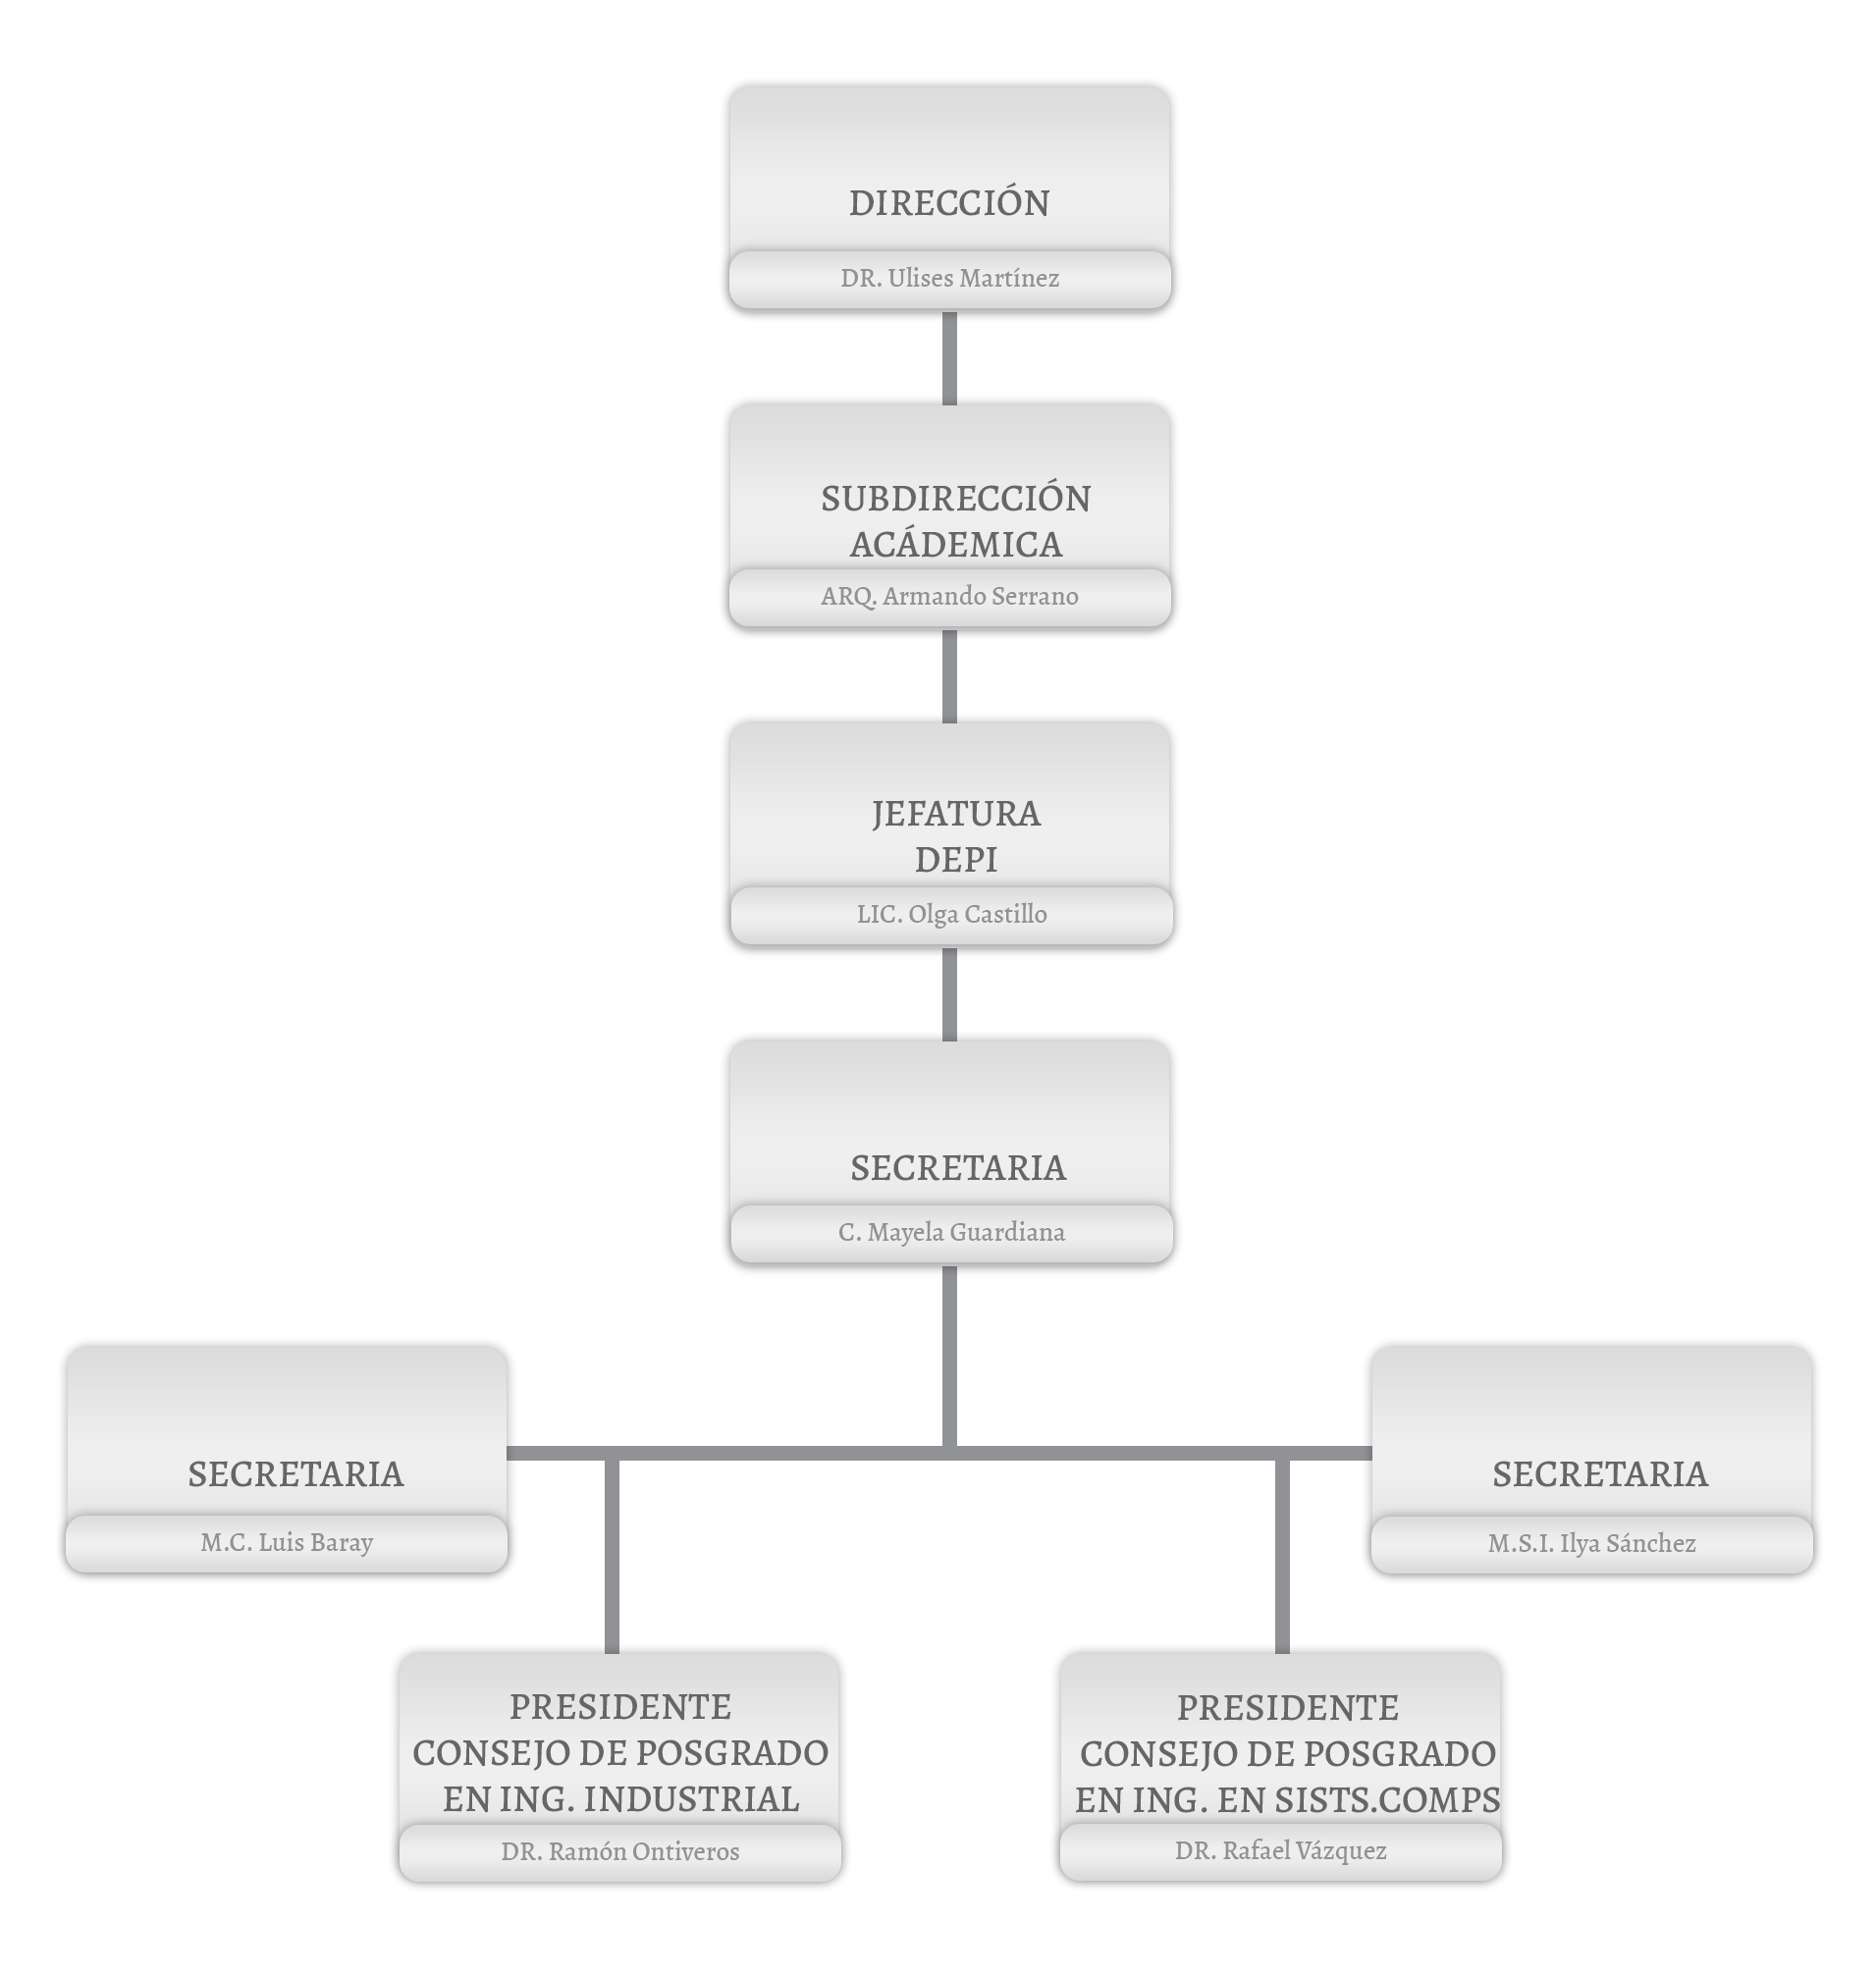 DIRECCIÓN
DR. Ulises Martínez
SUBDIRECCIÓN
ACÁDEMICA
ARQ. Armando Serrano
JEFATURA
DEPI
LIC. Olga Castillo
SECRETARIA
C. Mayela Guardiana
SECRETARIA
M.C. Luis Baray
SECRETARIA
M.S.I. Ilya Sánchez
PRESIDENTE
CONSEJO DE POSGRADO
EN ING. INDUSTRIAL
DR. Ramón Ontiveros
PRESIDENTE
CONSEJO DE POSGRADO
EN ING. EN SISTS.COMPS
DR. Rafael Vázquez